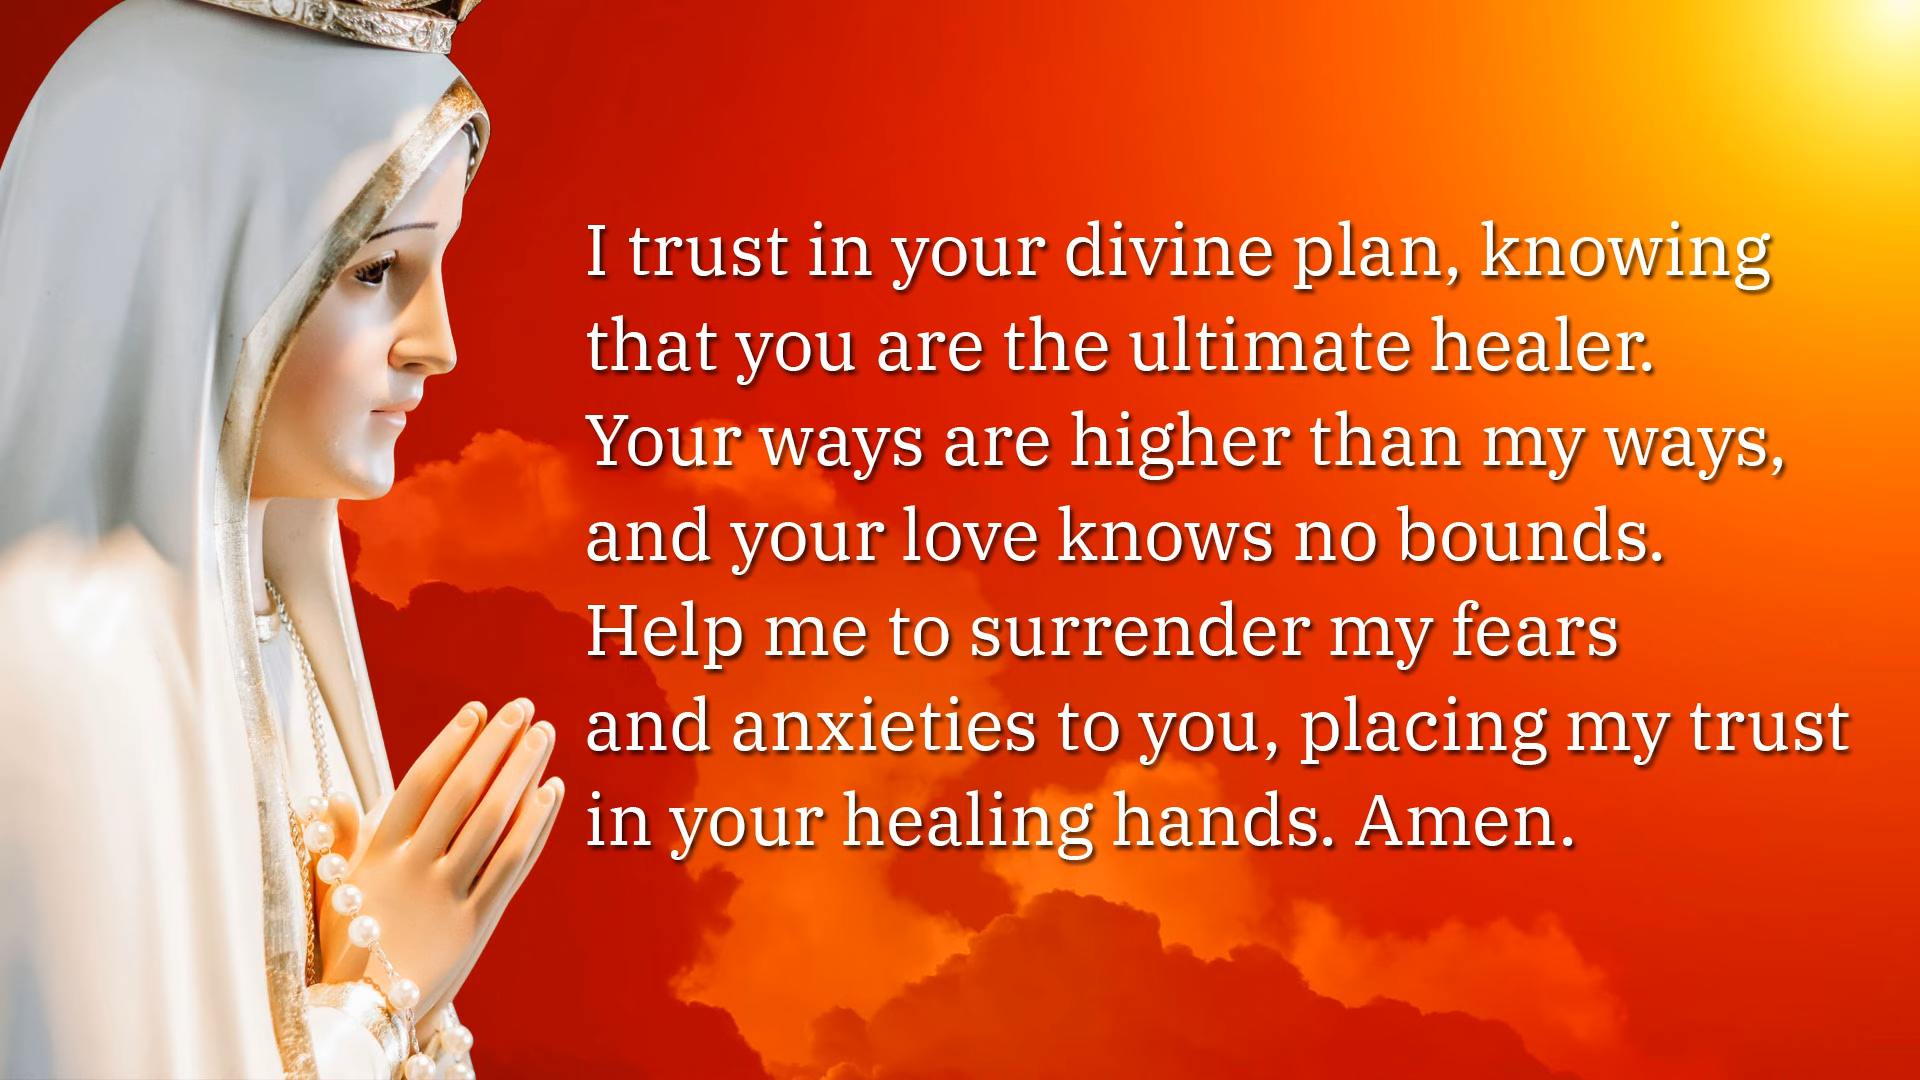 I trust in your divine plan, knowing
that you are the ultimate healer.
Your ways are higher than my ways,
and your love knows no bounds.
Help me to surrender my fears
and anxieties to you, placing my trust
in your healing hands. Amen.